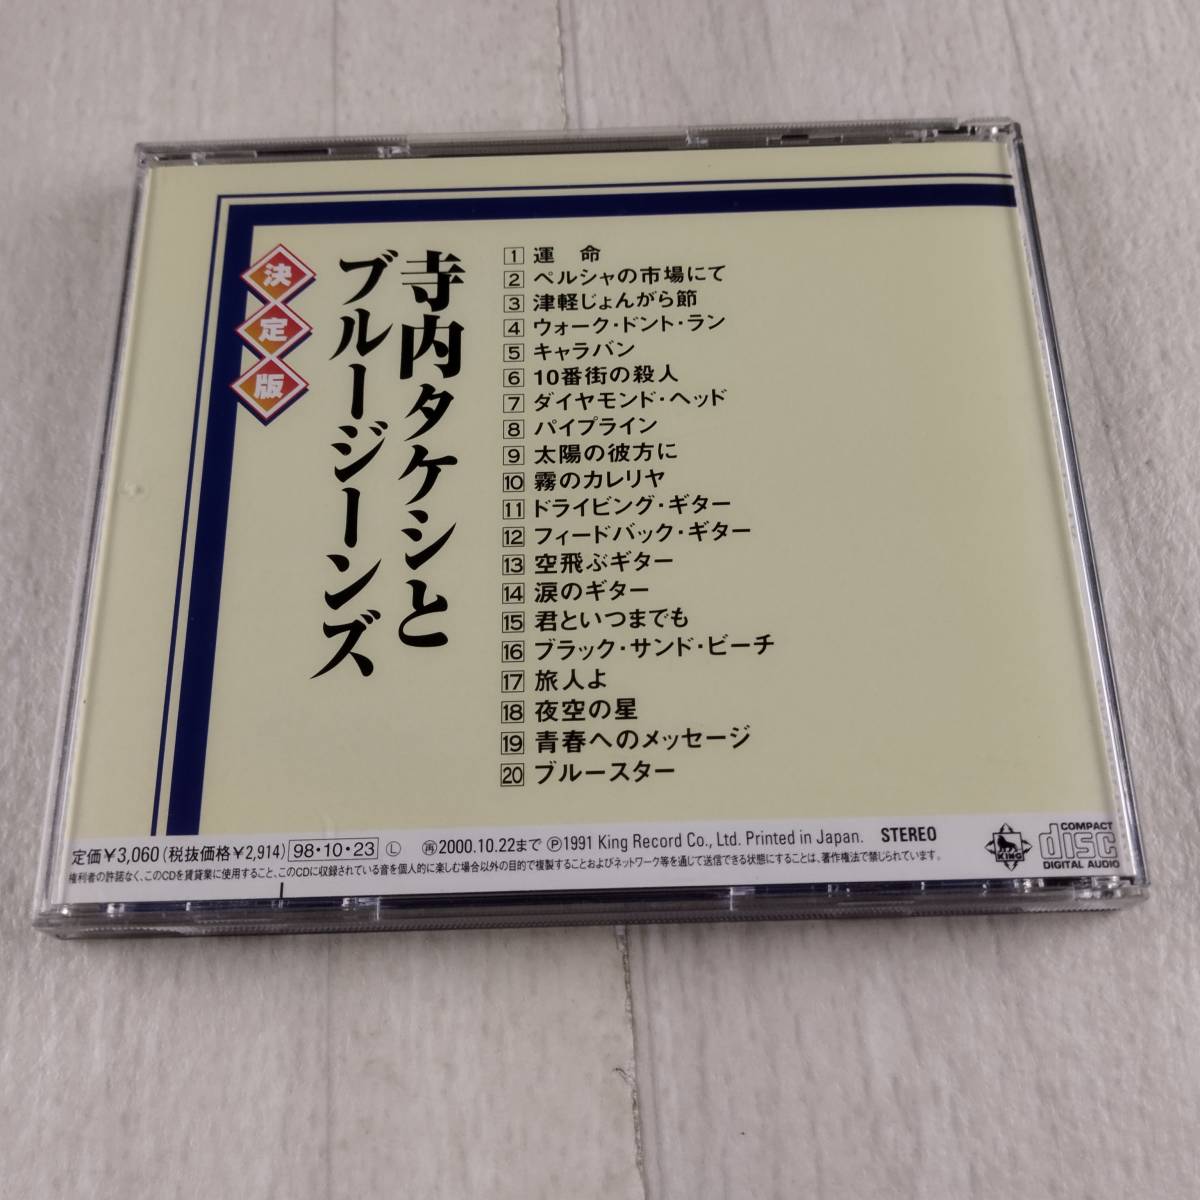 決定版
寺内タケシと
ブルージーンズ
1 運 命
2 ペルシャの市場にて
3 津軽じょんがら節
4 ウォーク・ドント・ラン
5 キャラバン
6 10番街の殺人
7 ダイヤモンド・ヘッド
8 パイプライン
9 太陽の彼方に
10 霧のカレリヤ
11 ドライビング・ギター
12 フィードバック・ギター
13 空飛ぶギター
14 涙のギター
15 君といつまでも
16 ブラック・サンド・ビーチ
17 旅人よ
18 夜空の星
19 青春へのメッセージ
20 ブルースター
定価¥3,060(税抜価格¥2,914) 98・10・23 Ⓛ ㊢2000.10.22まで Ⓟ1991 King Record Co., Ltd. Printed in Japan. STEREO
権利者の許諾なく、このCDを賃貸業に使用すること、このCDに収録されている音を個人的に楽しむ場合以外の目的で複製することおよびネットワーク等を通じて送信できる状態にすることは、著作権法で禁じられています。
KING
COMPACT
disc
DIGITAL AUDIO